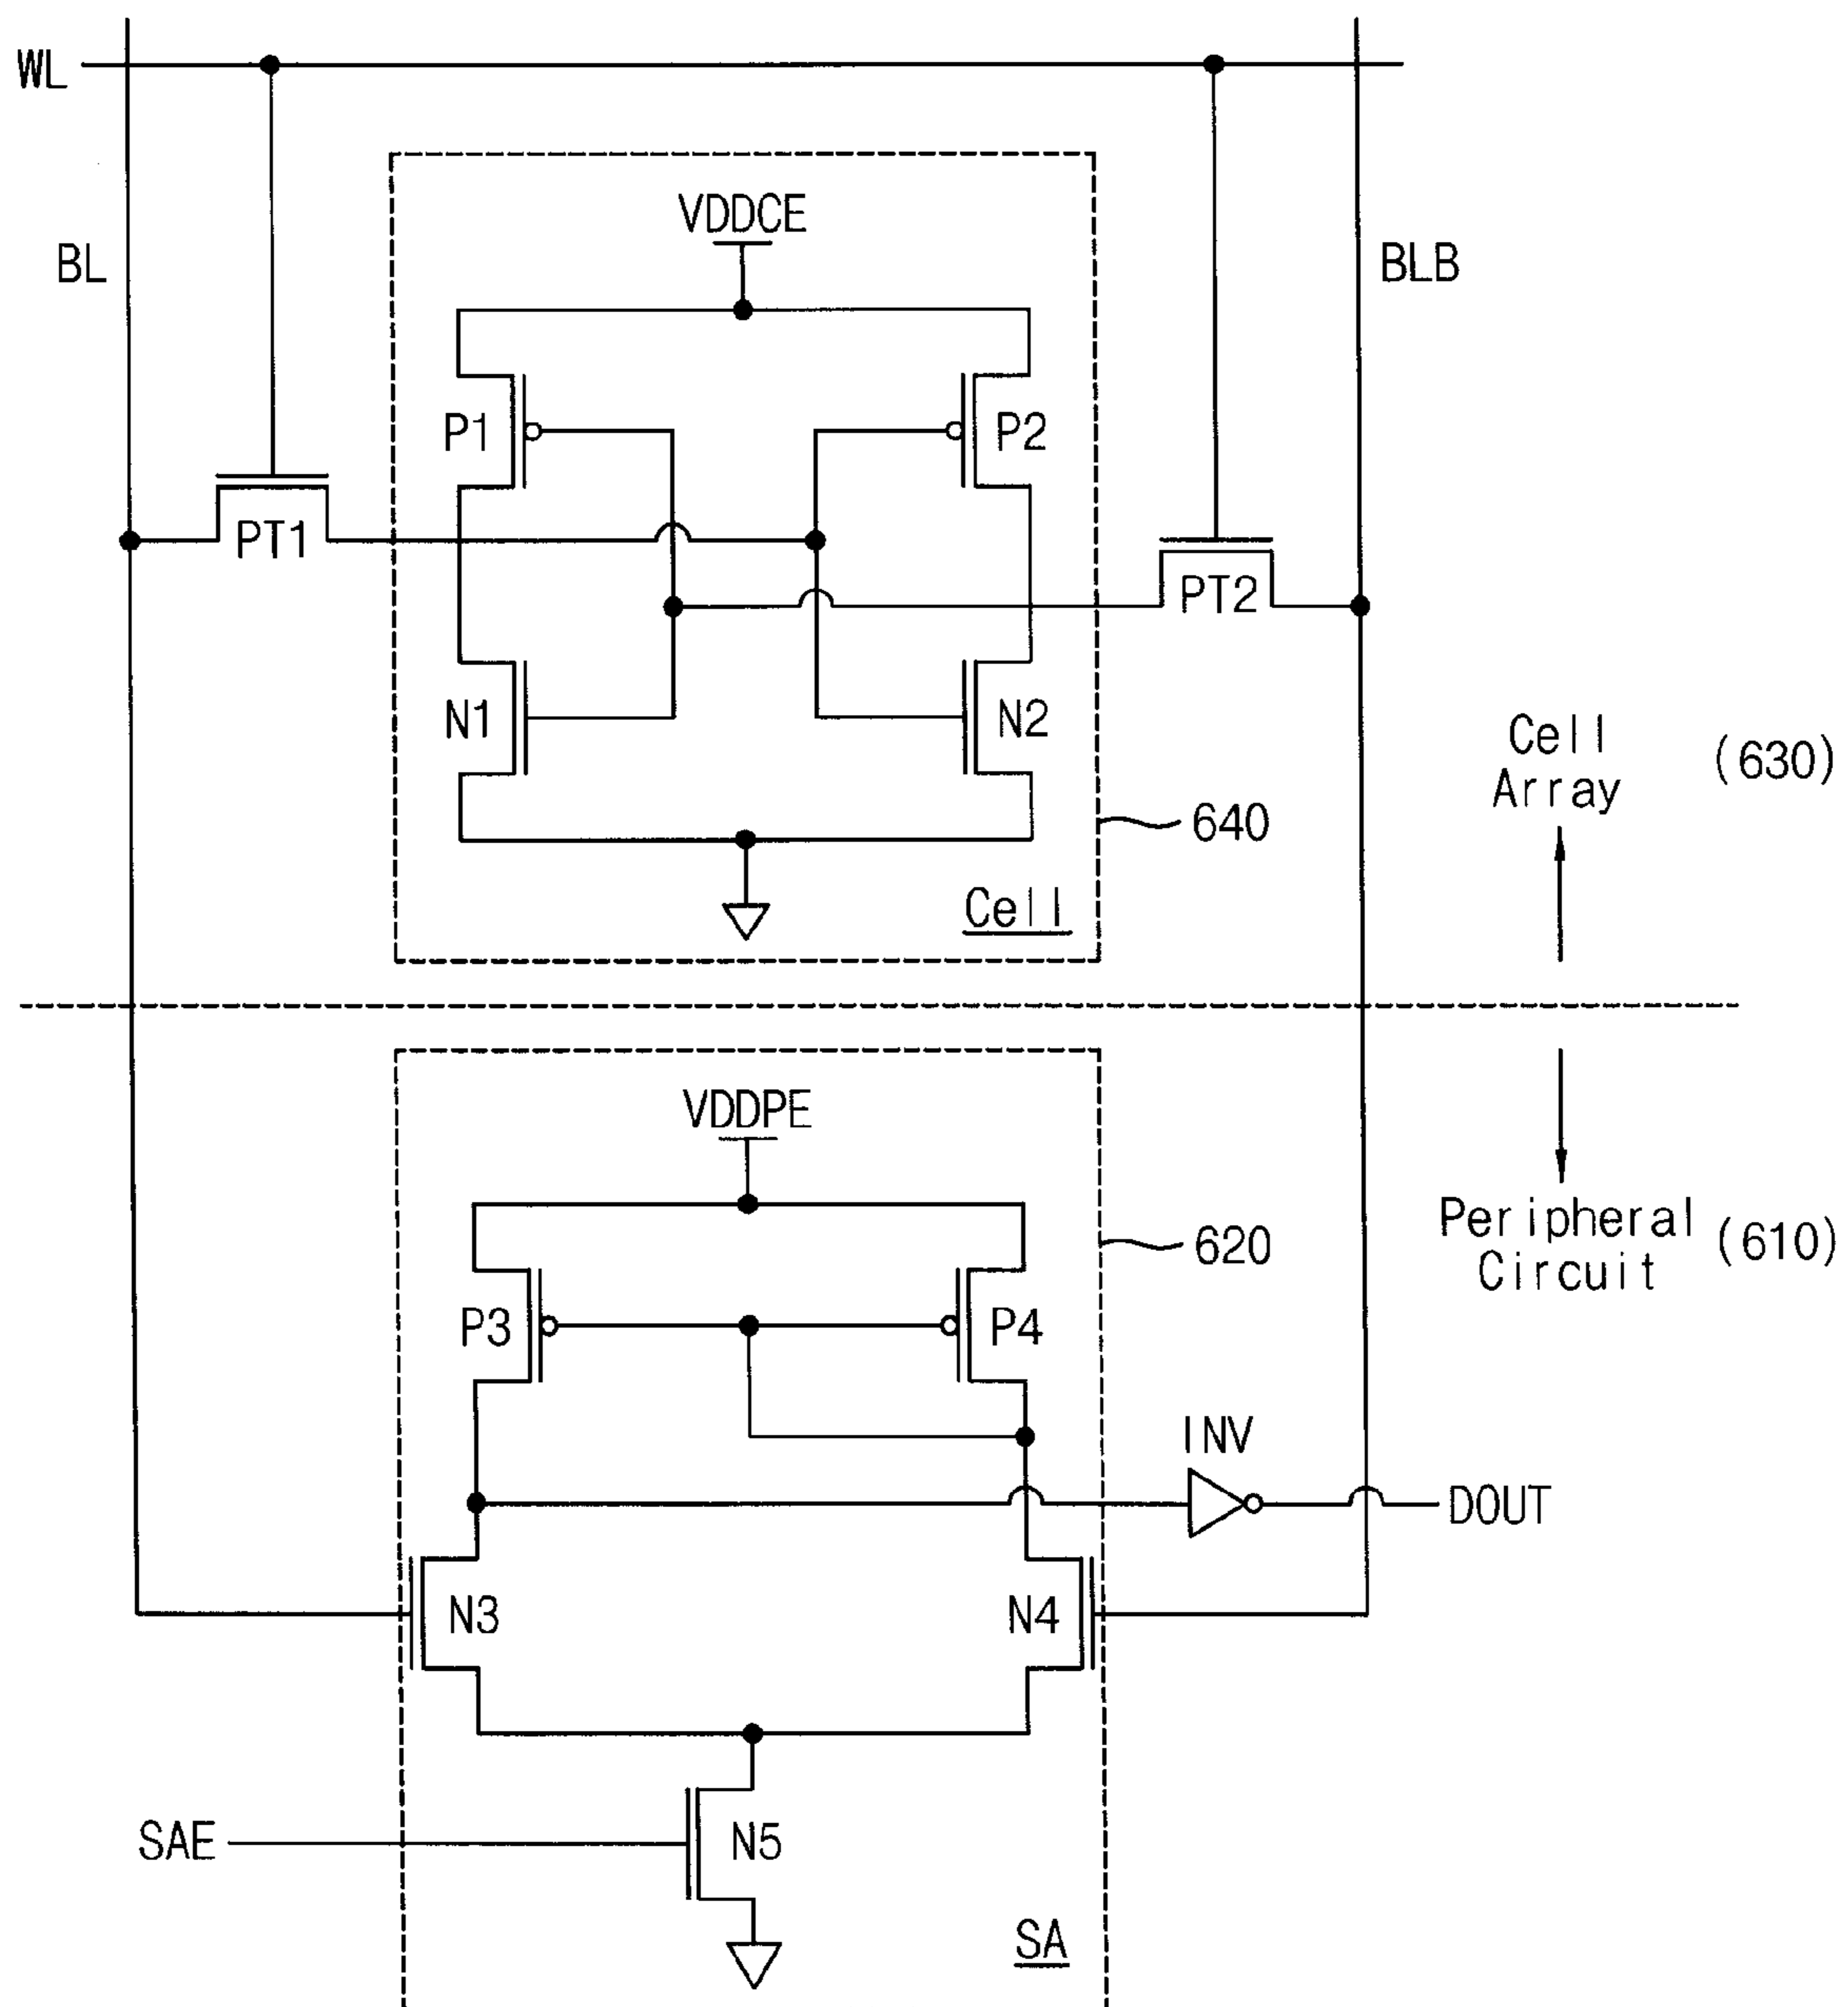 WL
VDDCE
BL
BLB
P1
P2
PT1
PT2
N1
N2
Cell
Array
(630)
640
Cell
VDDPE
620
Peripheral
Circuit
(610)
P3
P4
INV
DOUT
N3
N4
SAE
N5
SA